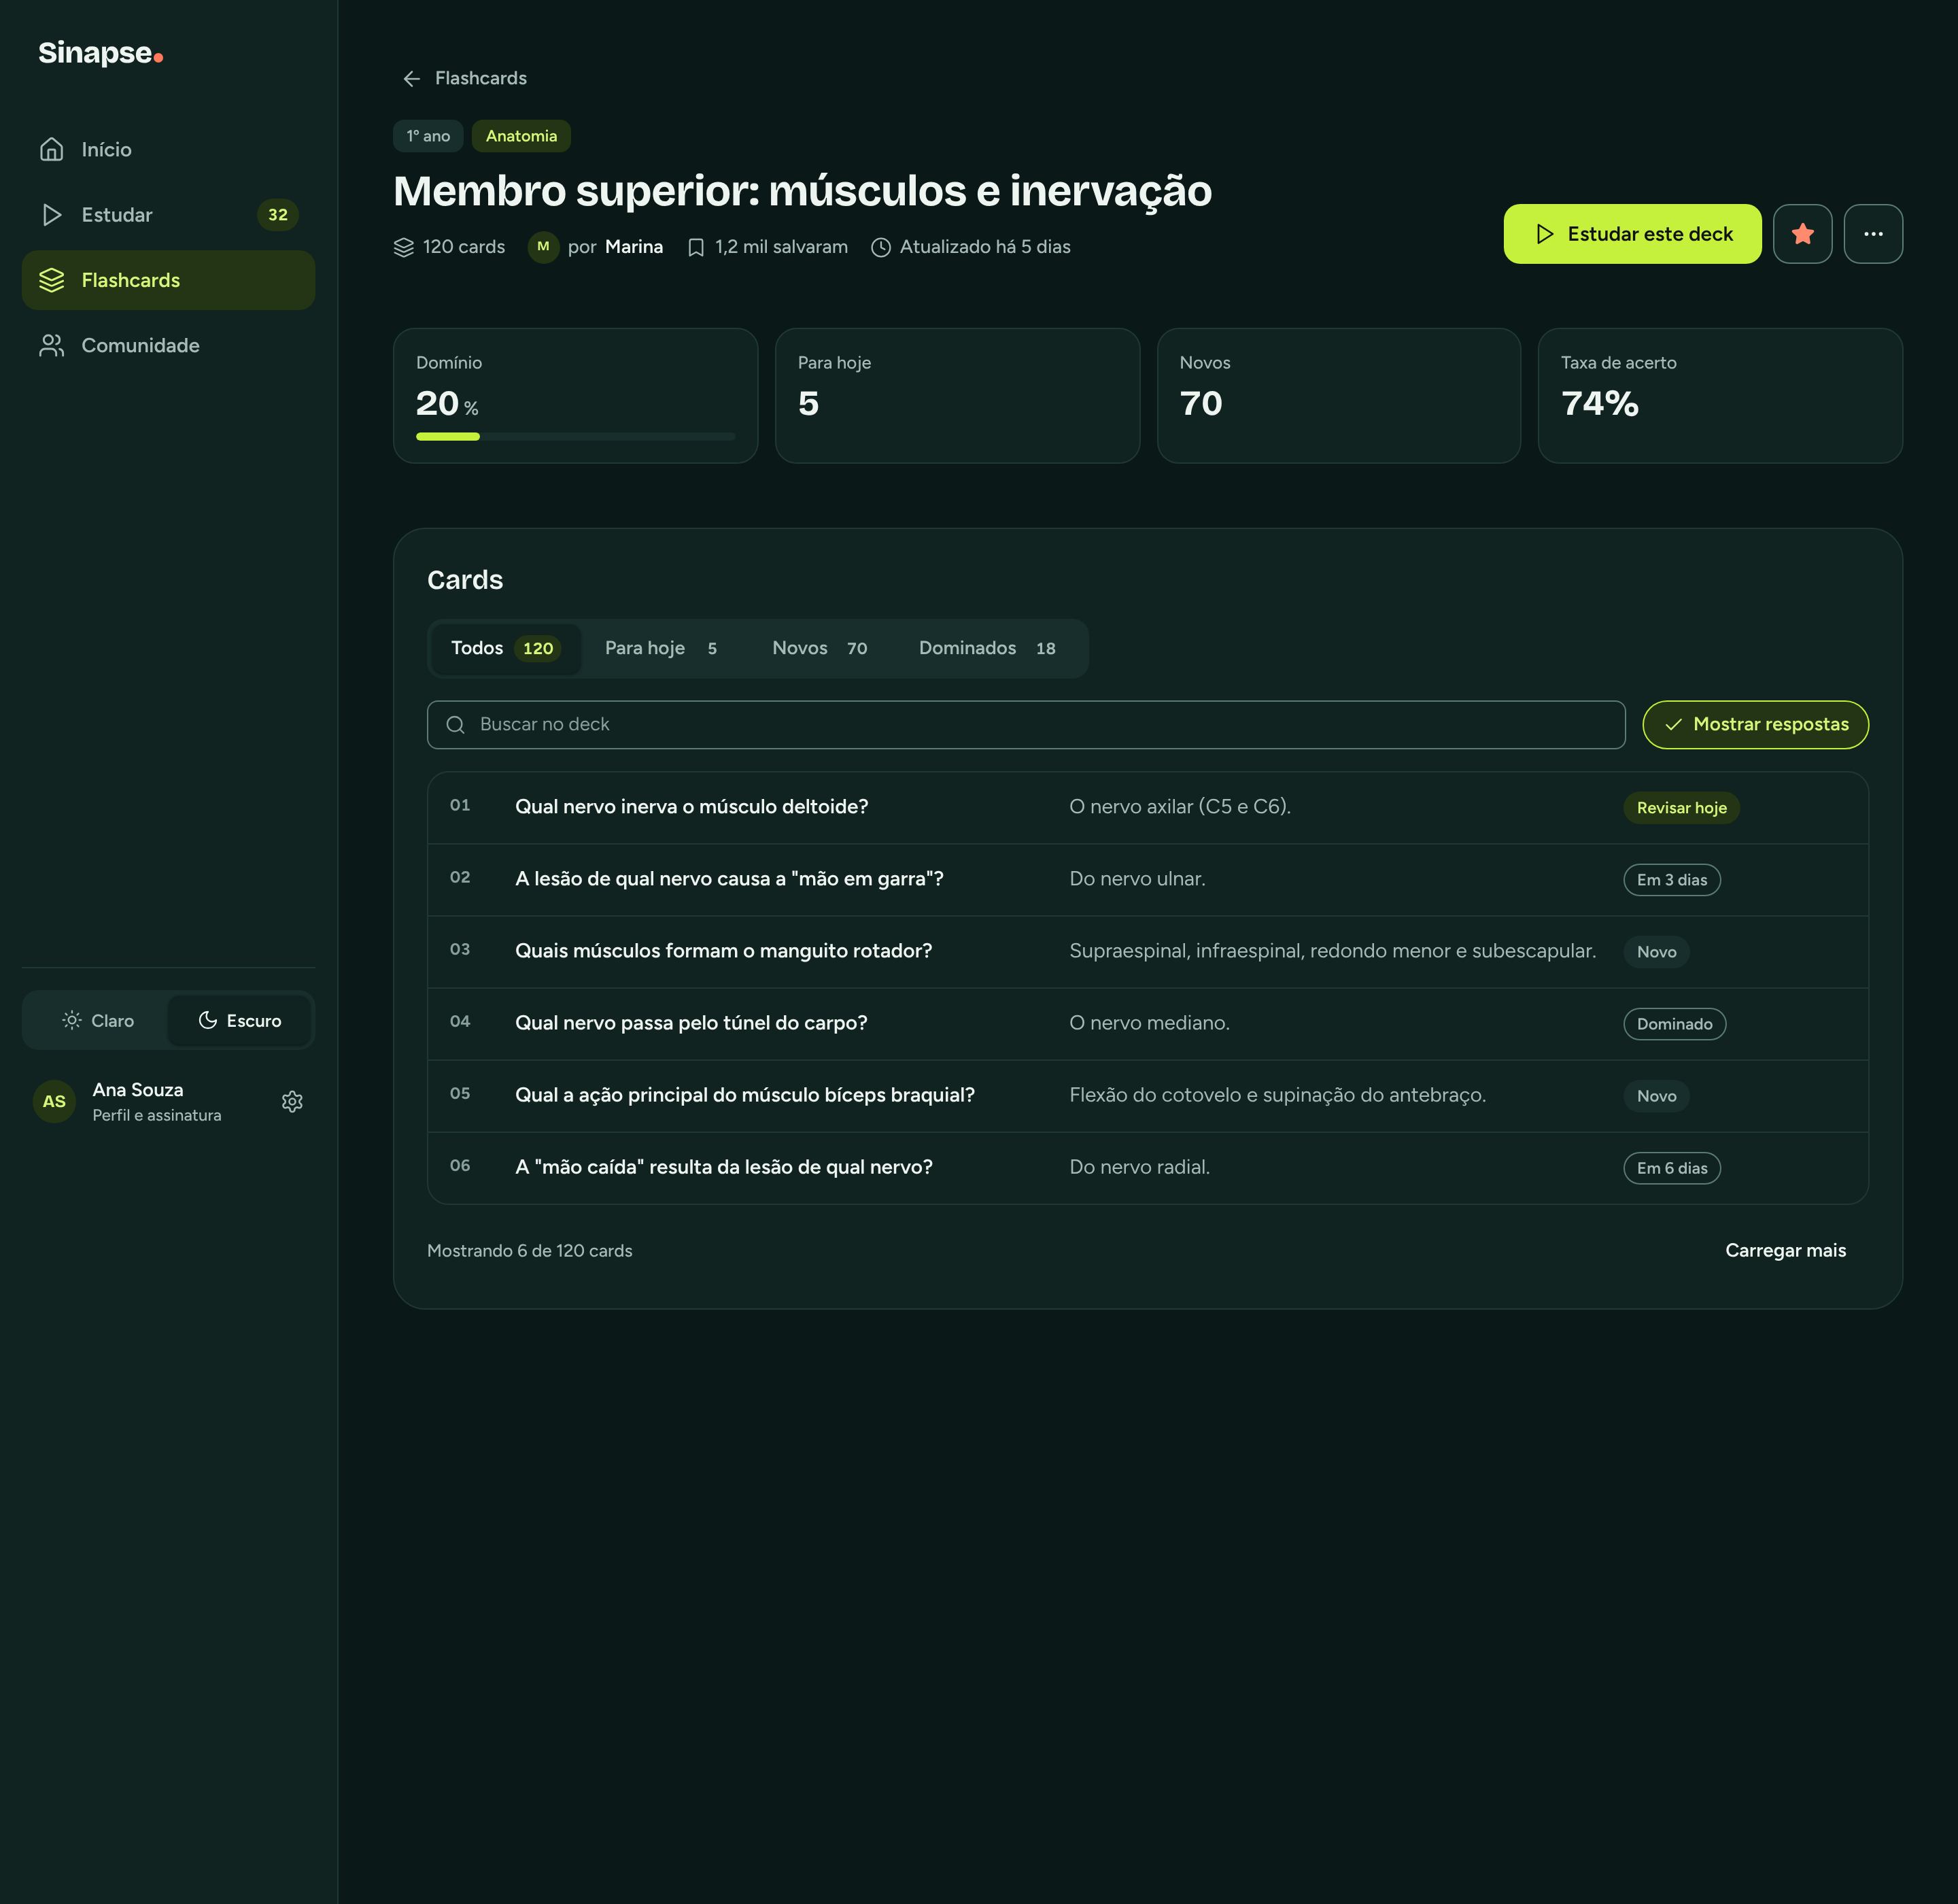 Sinapse.
Início
Estudar 32
Flashcards
Comunidade
Claro Escuro
AS Ana Souza
Perfil e assinatura
Flashcards
1º ano Anatomia
Membro superior: músculos e inervação
120 cards M por Marina 1,2 mil salvaram Atualizado há 5 dias
Estudar este deck
Domínio
20 %
Para hoje
5
Novos
70
Taxa de acerto
74%
Cards
Todos 120 Para hoje 5 Novos 70 Dominados 18
Buscar no deck Mostrar respostas
01 Qual nervo inerva o músculo deltoide? O nervo axilar (C5 e C6). Revisar hoje
02 A lesão de qual nervo causa a "mão em garra"? Do nervo ulnar. Em 3 dias
03 Quais músculos formam o manguito rotador? Supraespinal, infraespinal, redondo menor e subescapular. Novo
04 Qual nervo passa pelo túnel do carpo? O nervo mediano. Dominado
05 Qual a ação principal do músculo bíceps braquial? Flexão do cotovelo e supinação do antebraço. Novo
06 A "mão caída" resulta da lesão de qual nervo? Do nervo radial. Em 6 dias
Mostrando 6 de 120 cards Carregar mais